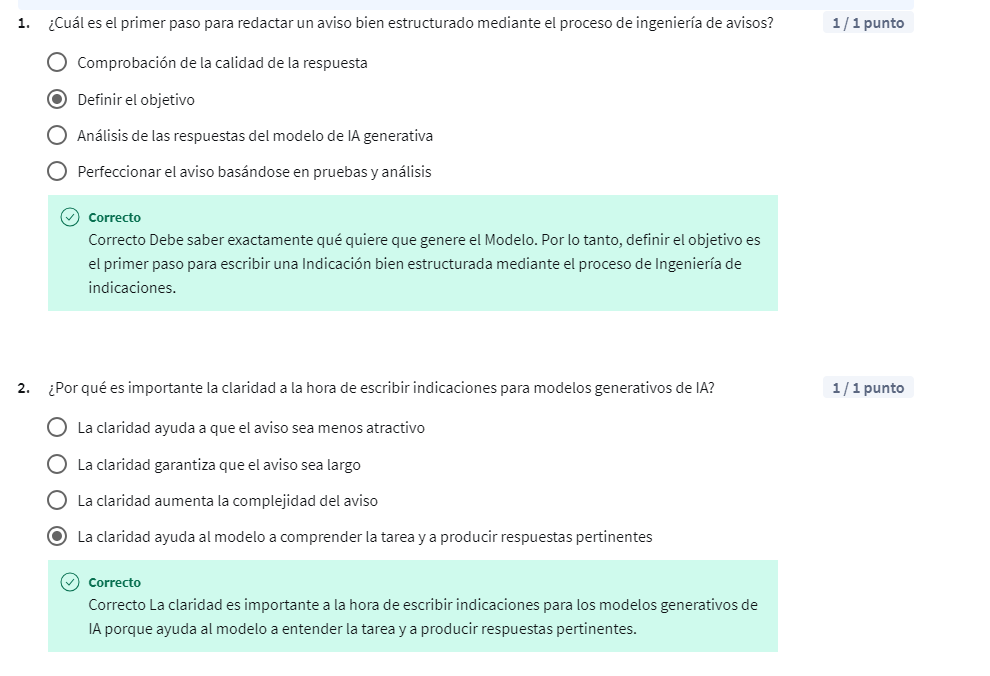 1. ¿Cuál es el primer paso para redactar un aviso bien estructurado mediante el proceso de ingeniería de avisos? 1 / 1 punto
Comprobación de la calidad de la respuesta
Definir el objetivo
Análisis de las respuestas del modelo de IA generativa
Perfeccionar el aviso basándose en pruebas y análisis
Correcto
Correcto Debe saber exactamente qué quiere que genere el Modelo. Por lo tanto, definir el objetivo es
el primer paso para escribir una Indicación bien estructurada mediante el proceso de Ingeniería de
indicaciones.
2. ¿Por qué es importante la claridad a la hora de escribir indicaciones para modelos generativos de IA? 1 / 1 punto
La claridad ayuda a que el aviso sea menos atractivo
La claridad garantiza que el aviso sea largo
La claridad aumenta la complejidad del aviso
La claridad ayuda al modelo a comprender la tarea y a producir respuestas pertinentes
Correcto
Correcto La claridad es importante a la hora de escribir indicaciones para los modelos generativos de
IA porque ayuda al modelo a entender la tarea y a producir respuestas pertinentes.